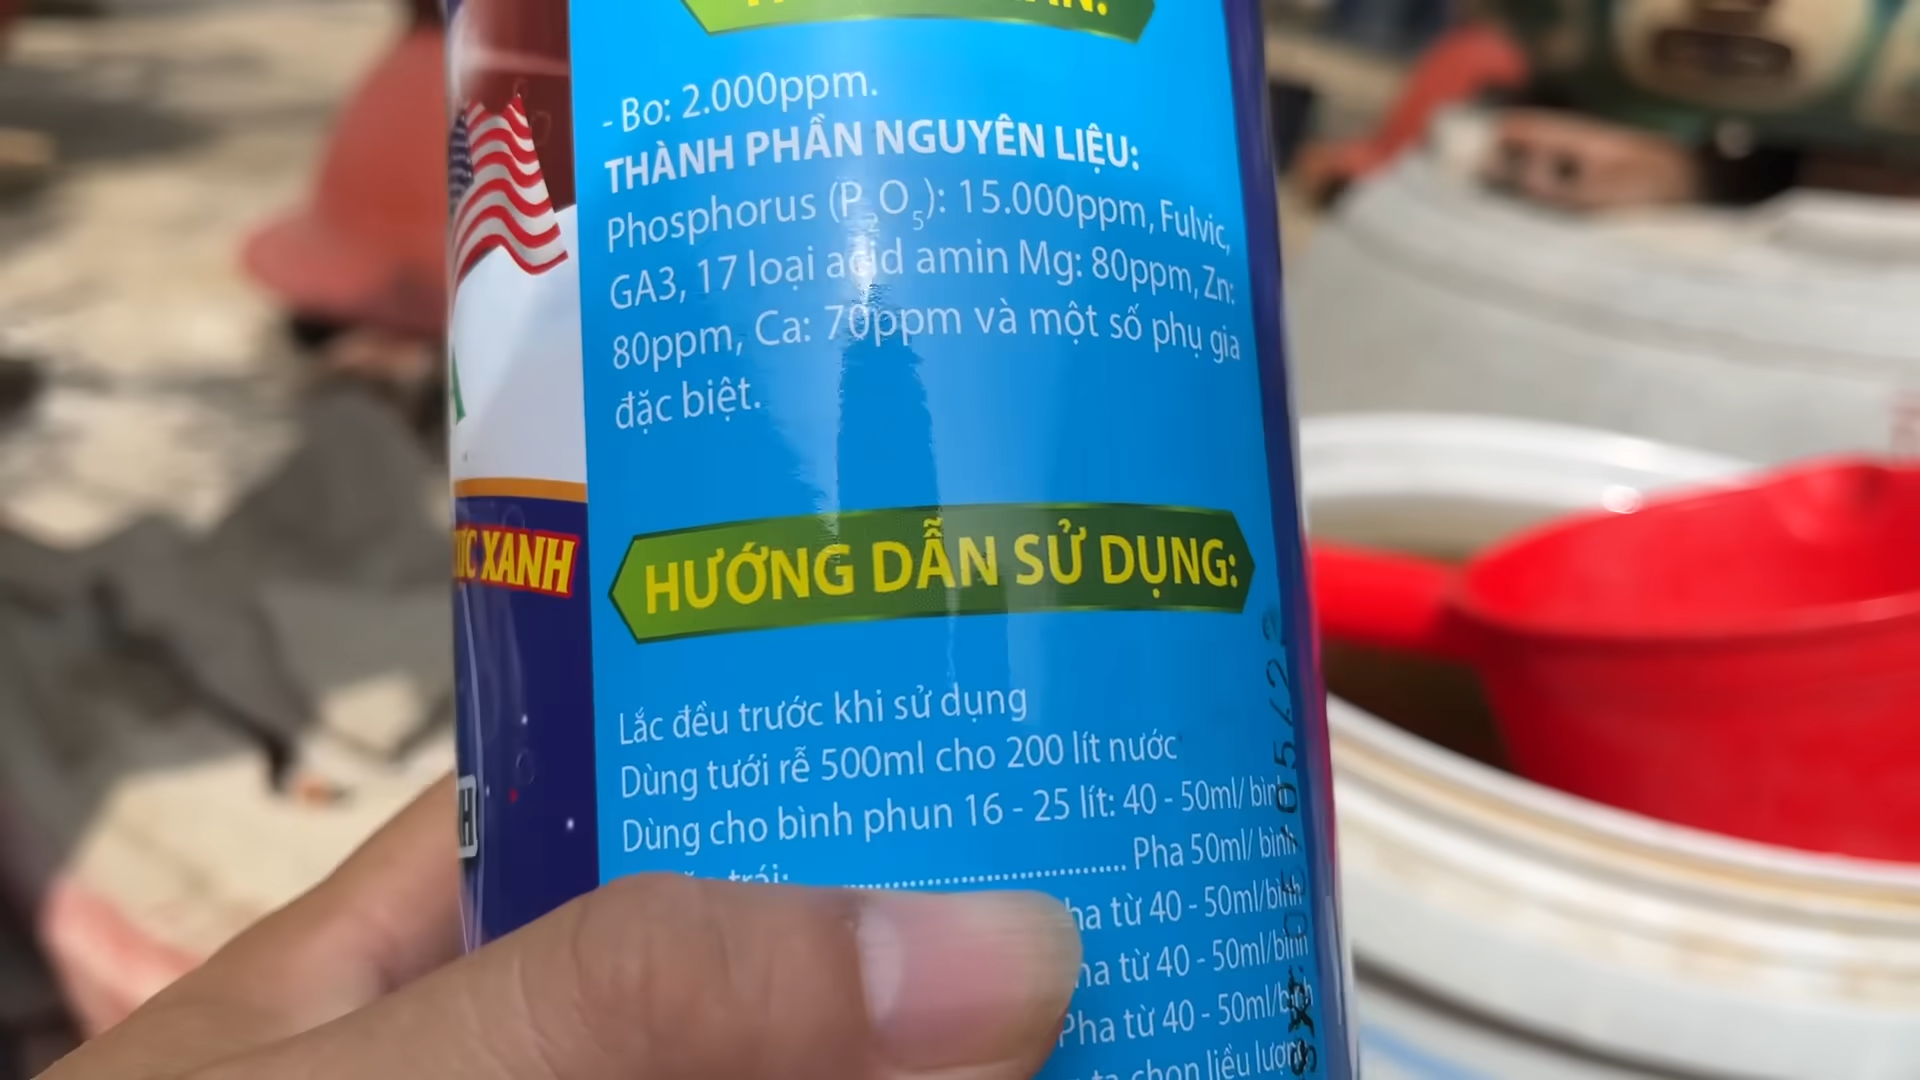 - Bo: 2.000ppm.
THÀNH PHẦN NGUYÊN LIỆU:
Phosphorus (P₂O₅): 15.000ppm, Fulvic,
GA3, 17 loại acid amin Mg: 80ppm, Zn:
80ppm, Ca: 70ppm và một số phụ gia
đặc biệt.
XANH
HƯỚNG DẪN SỬ DỤNG:
Lắc đều trước khi sử dụng
Dùng tưới rễ 500ml cho 200 lít nước
Dùng cho bình phun 16 - 25 lít: 40 - 50ml/ bình
trái: Pha 50ml/ bình
từ 40 - 50ml/bình
từ 40 - 50ml/bình
Pha từ 40 - 50ml/bình
chọn liều